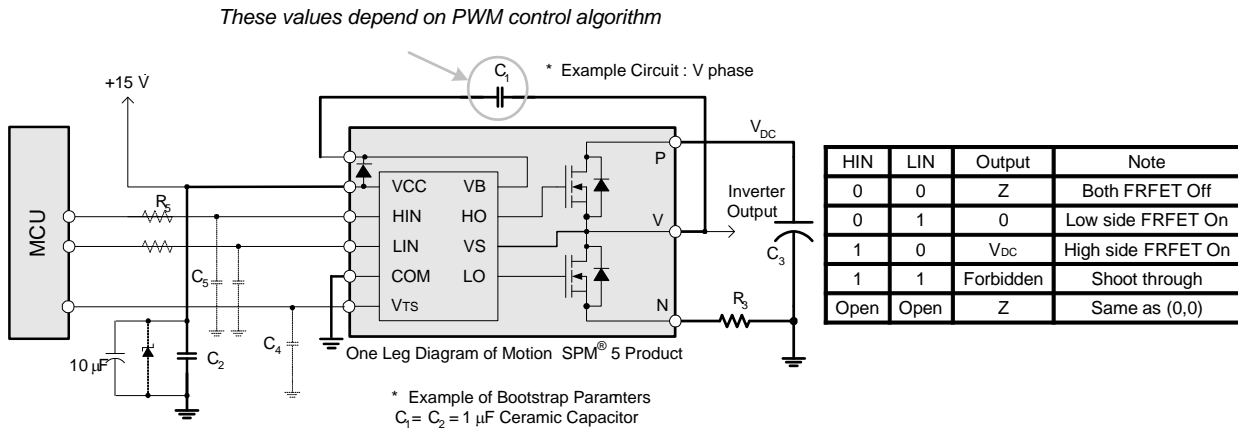 These values depend on PWM control algorithm
C1
* Example Circuit : V phase
+15 V
VDC
MCU
R5
C5
10 µF
C2
C4
VCC
HIN
LIN
COM
VTS
VB
HO
VS
LO
P
V
N
Inverter
Output
C3
R3
One Leg Diagram of Motion SPM® 5 Product
* Example of Bootstrap Paramters
C1= C2= 1 µF Ceramic Capacitor
HIN LIN Output Note
0 0 Z Both FRFET Off
0 1 0 Low side FRFET On
1 0 VDC High side FRFET On
1 1 Forbidden Shoot through
Open Open Z Same as (0,0)